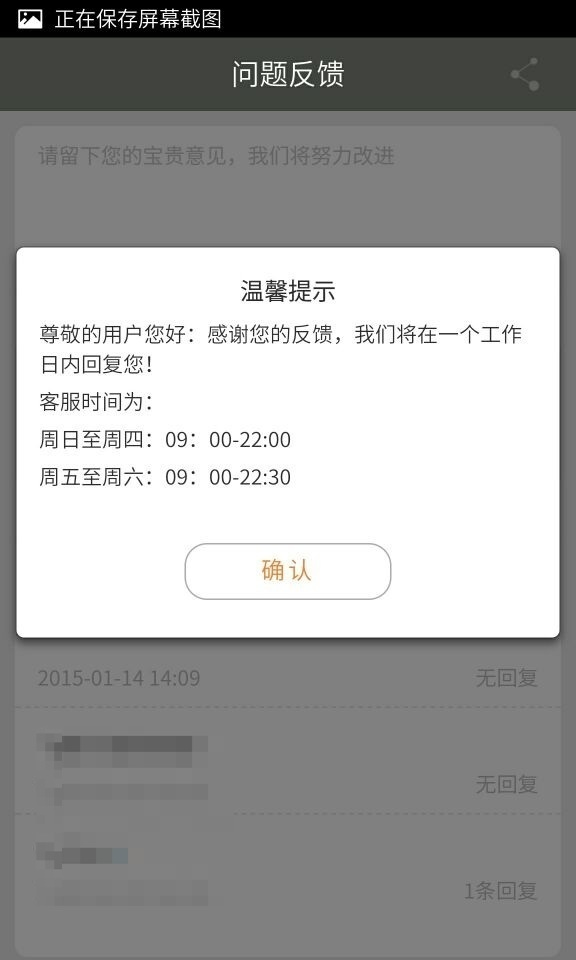 正在保存屏幕截图
问题反馈
请留下您的宝贵意见，我们将努力改进
温馨提示
尊敬的用户您好：感谢您的反馈，我们将在一个工作
日内回复您！
客服时间为：
周日至周四：09：00-22:00
周五至周六：09：00-22:30
确认
2015-01-14 14:09
无回复
无回复
1条回复